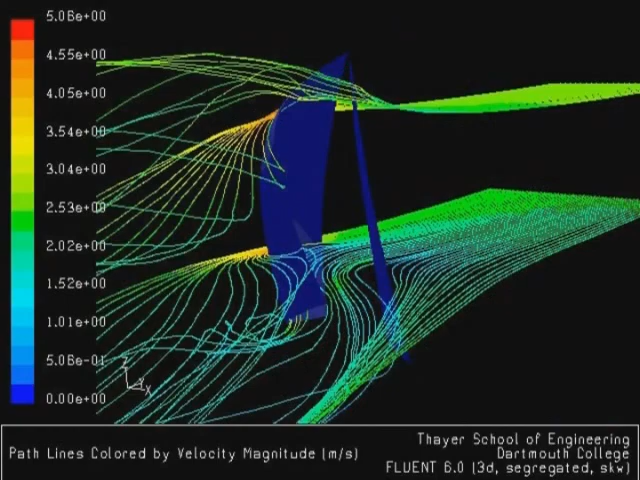 5.06e+00
4.55e+00
4.05e+00
3.54e+00
3.04e+00
2.53e+00
2.02e+00
1.52e+00
1.01e+00
5.06e-01
0.00e+00
Z
Y
X
Path Lines Colored by Velocity Magnitude (m/s)
Thayer School of Engineering
Dartmouth College
FLUENT 6.0 (3d, segregated, skw)